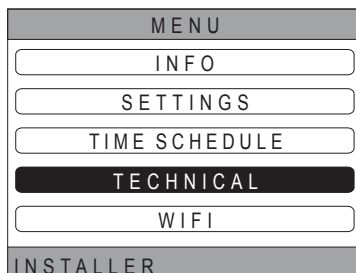 MENU
INFO
SETTINGS
TIME SCHEDULE
TECHNICAL
WIFI
INSTALLER